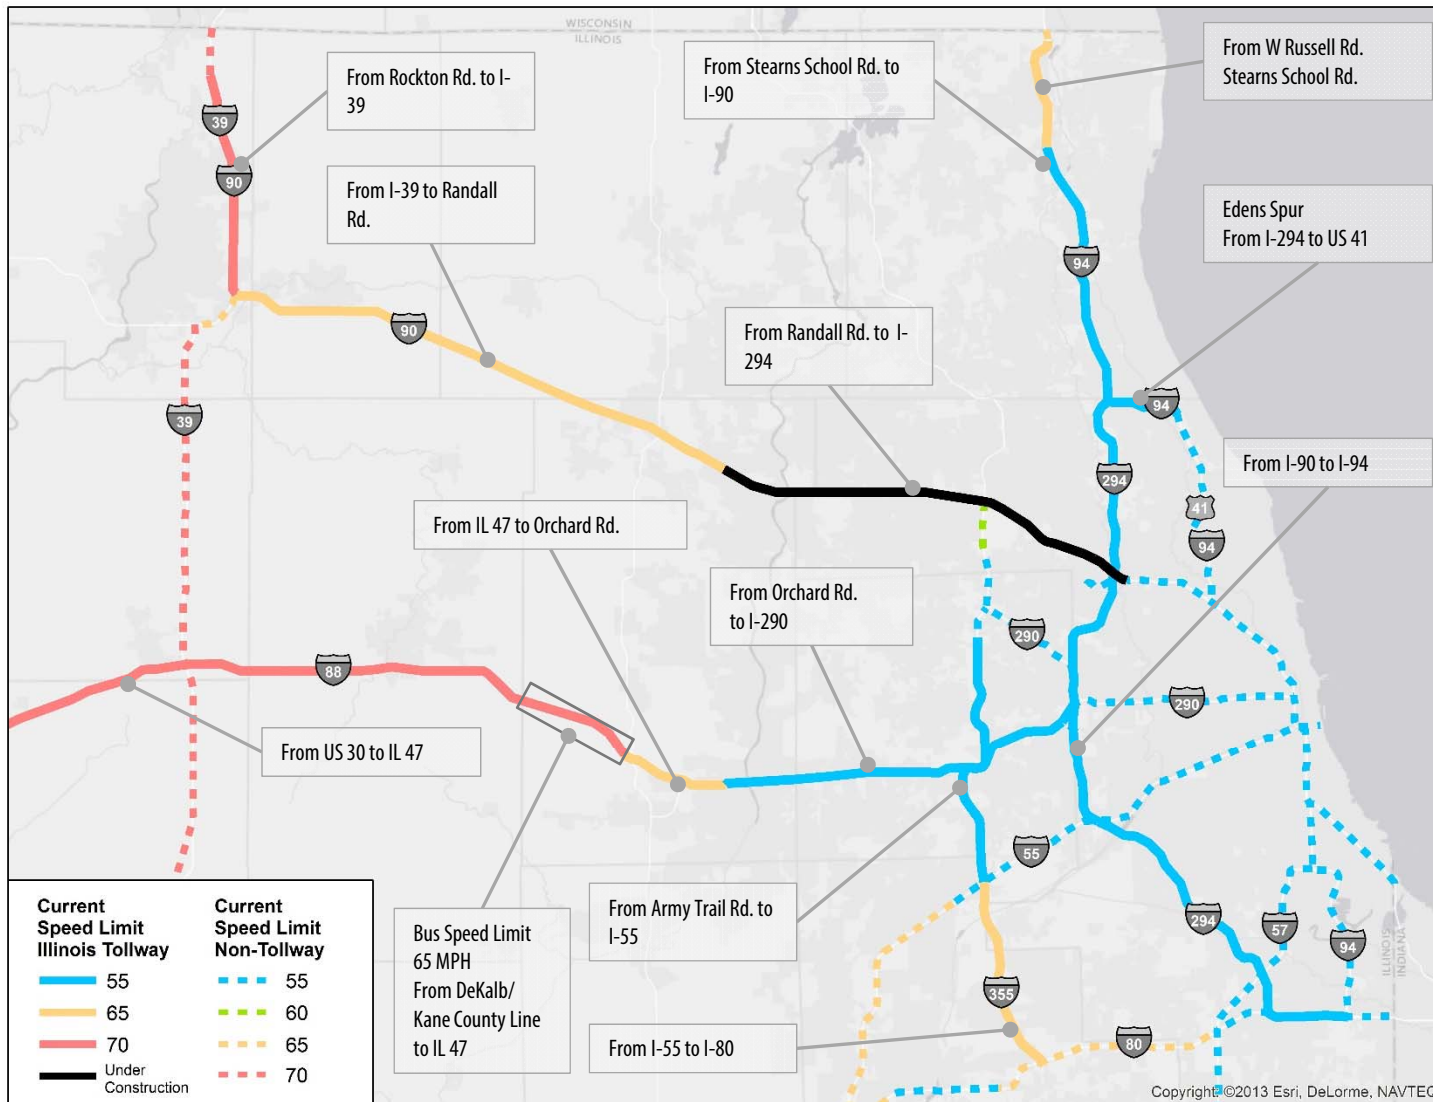 WISCONSIN
ILLINOIS
From Rockton Rd. to I-
39
From Stearns School Rd. to
I-90
From W Russell Rd.
Stearns School Rd.
39
90
From I-39 to Randall
Rd.
Edens Spur
From I-294 to US 41
94
90
From Randall Rd. to I-
294
94
39
From I-90 to I-94
294
41
94
From IL 47 to Orchard Rd.
From Orchard Rd.
to I-290
290
88
290
From US 30 to IL 47
55
Current
Speed Limit
Illinois Tollway
55
65
70
Under
Construction
Current
Speed Limit
Non-Tollway
55
60
65
70
Bus Speed Limit
65 MPH
From DeKalb/
Kane County Line
to IL 47
From Army Trail Rd. to
I-55
294
57
94
ILLINOIS
INDIANA
355
From I-55 to I-80
80
Copyright: ©2013 Esri, DeLorme, NAVTEC